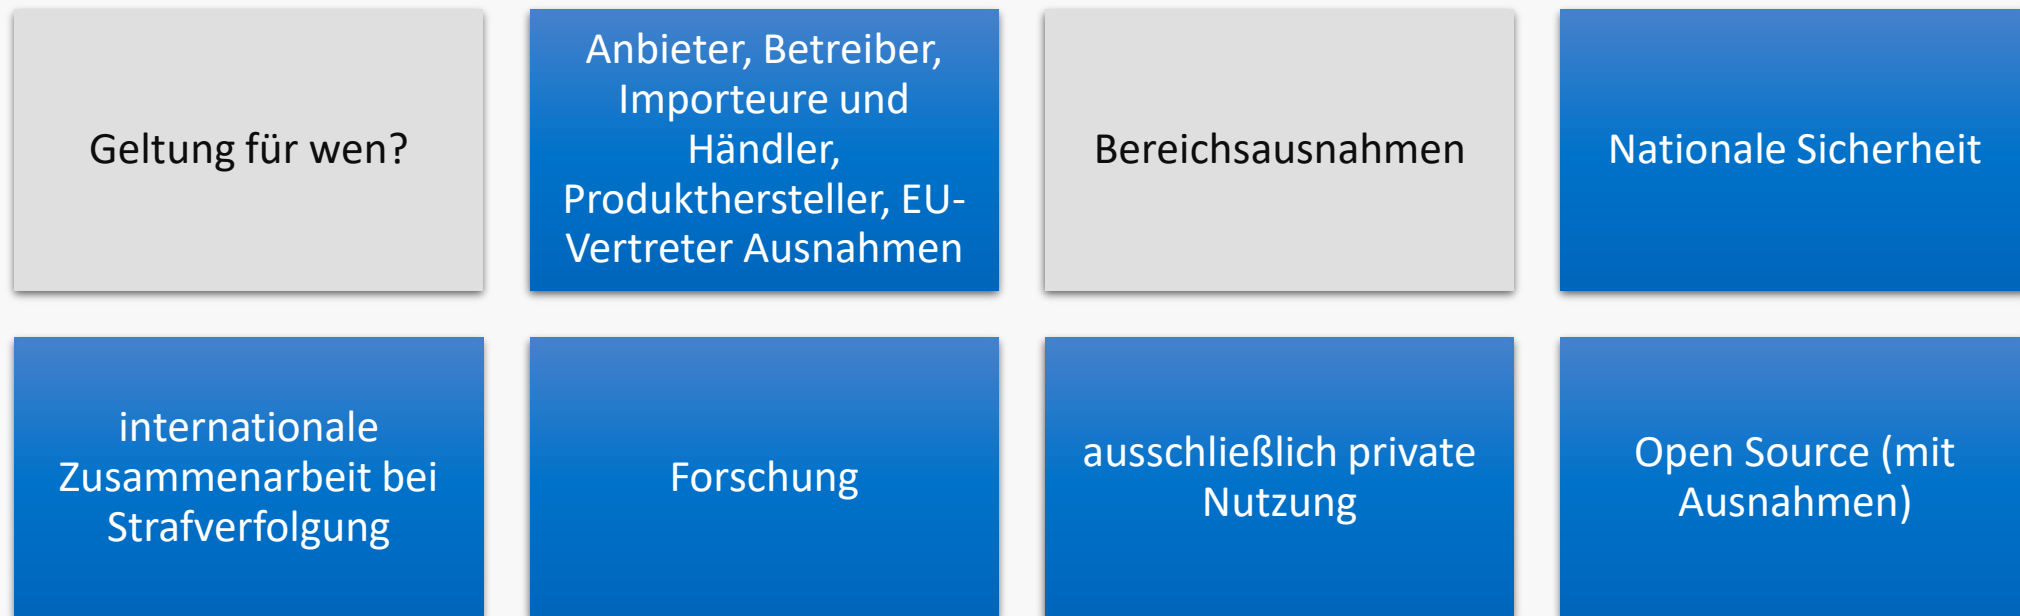 Geltung für wen?
Anbieter, Betreiber,
Importeure und
Händler,
Produkthersteller, EU-
Vertreter Ausnahmen
Bereichsausnahmen
Nationale Sicherheit
internationale
Zusammenarbeit bei
Strafverfolgung
Forschung
ausschließlich private
Nutzung
Open Source (mit
Ausnahmen)